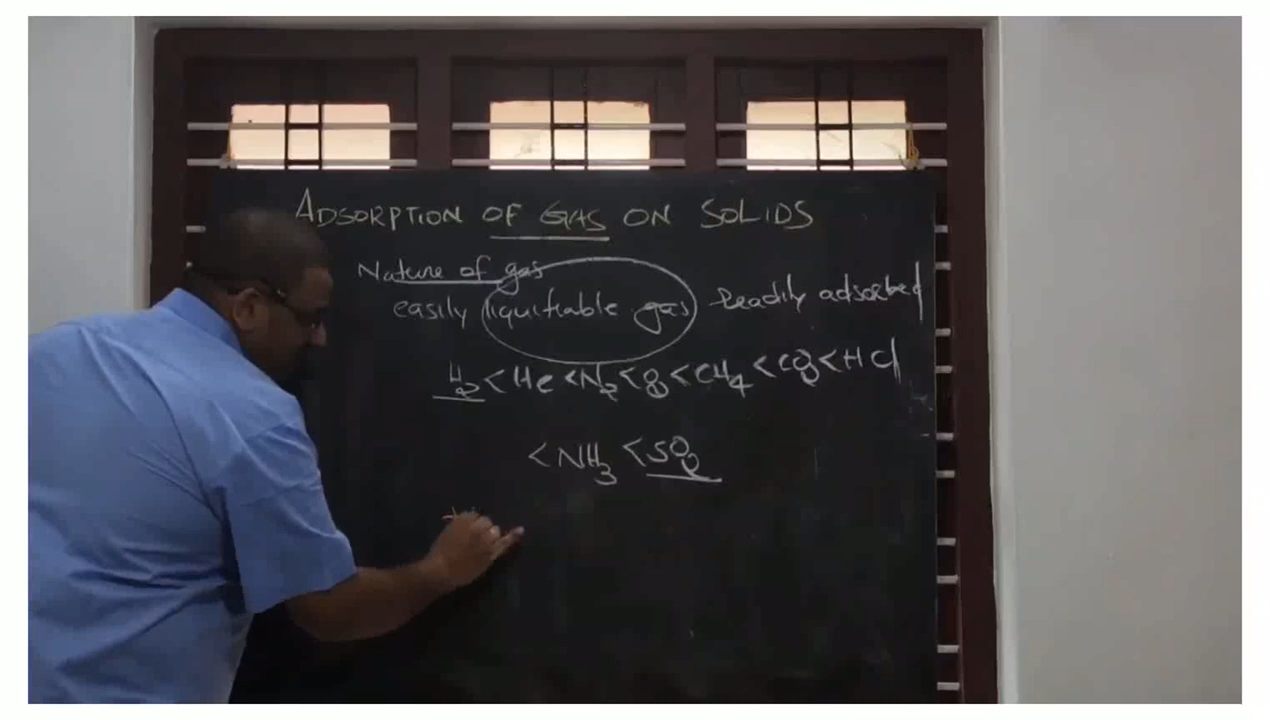 ADSORPTION OF GAS ON SOLIDS
Nature of gas
easily liquifiable gas readily adsorbed
H2 < He < N2 < O2 < CH4 < CO2 < HCl
< NH3 < SO2